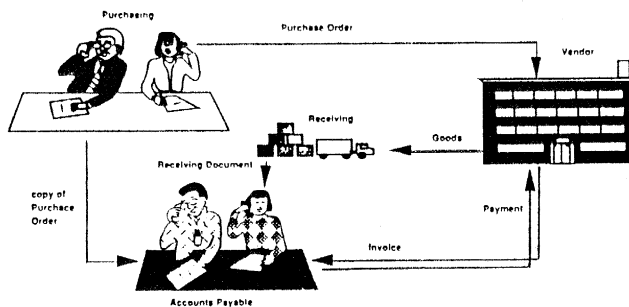 Purchasing
Purchase Order
Vendor
Receiving
Goods
Receiving Document
copy of
Purchace
Order
Payment
Invoice
Accounts Payable